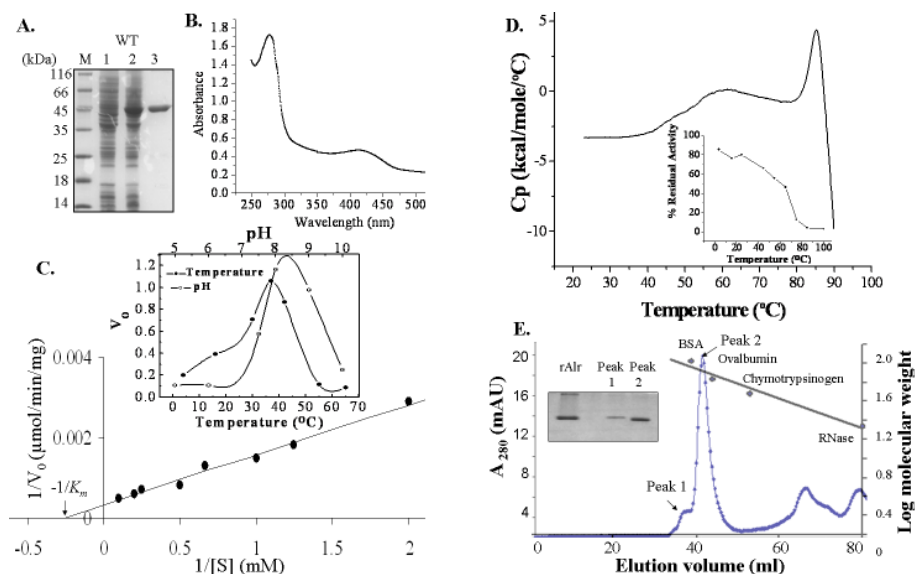 A.
WT
(kDa) M 1 2 3
116
66
45
35
25
18
14
B.
Absorbance
1.8
1.6
1.4
1.2
1.0
0.8
0.6
0.4
0.2
0.0
250 300 350 400 450 500
Wavelength (nm)
C.
pH
5 6 7 8 9 10
Temperature
pH
V₀
1.2
1.0
0.8
0.6
0.4
0.2
0.0
0 10 20 30 40 50 60 70
Temperature (ºC)
1/V₀ (μmol/min/mg)
0.004
0.002
0
-1/Kₘ
-0.5 0 0.5 1 1.5 2
1/[S] (mM)
D.
Cp (kcal/mole/ºC)
5
0
-5
-10
20 30 40 50 60 70 80 90 100
Temperature (ºC)
% Residual Activity
100
80
60
40
20
0
0 20 40 60 80 100
Temperature (ºC)
E.
A₂₈₀ (mAU)
20
16
12
8
4
rAlr Peak 1 Peak 2
BSA
Peak 2
Ovalbumin
Chymotrypsinogen
RNase
Peak 1
2.0
1.6
1.2
0.8
0.4
0
Log molecular weight
0 20 40 60 80
Elution volume (ml)